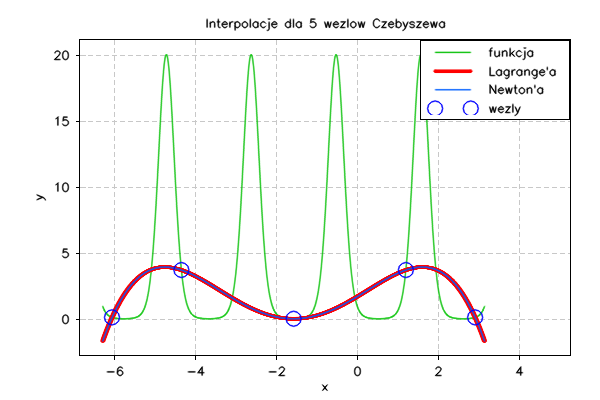 Interpolacje dla 5 wezlow Czebyszewa
funkcja
Lagrange'a
Newton'a
wezly
20
15
10
5
0
y
−6 −4 −2 0 2 4
x